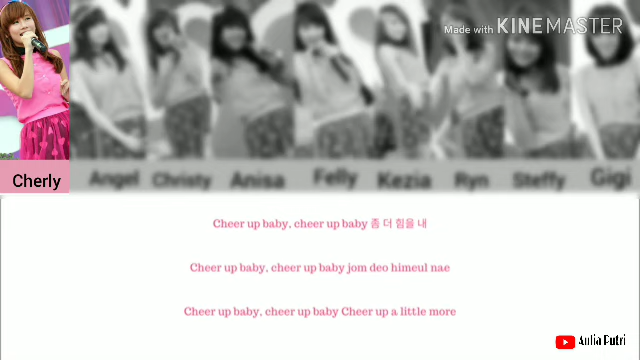 Made with KINEMASTER
Cherly
Angel
Christy
Anisa
Felly
Kezia
Ryn
Steffy
Gigi
Cheer up baby, cheer up baby 좀 더 힘을 내
Cheer up baby, cheer up baby jom deo himeul nae
Cheer up baby, cheer up baby Cheer up a little more
Aulia Putri